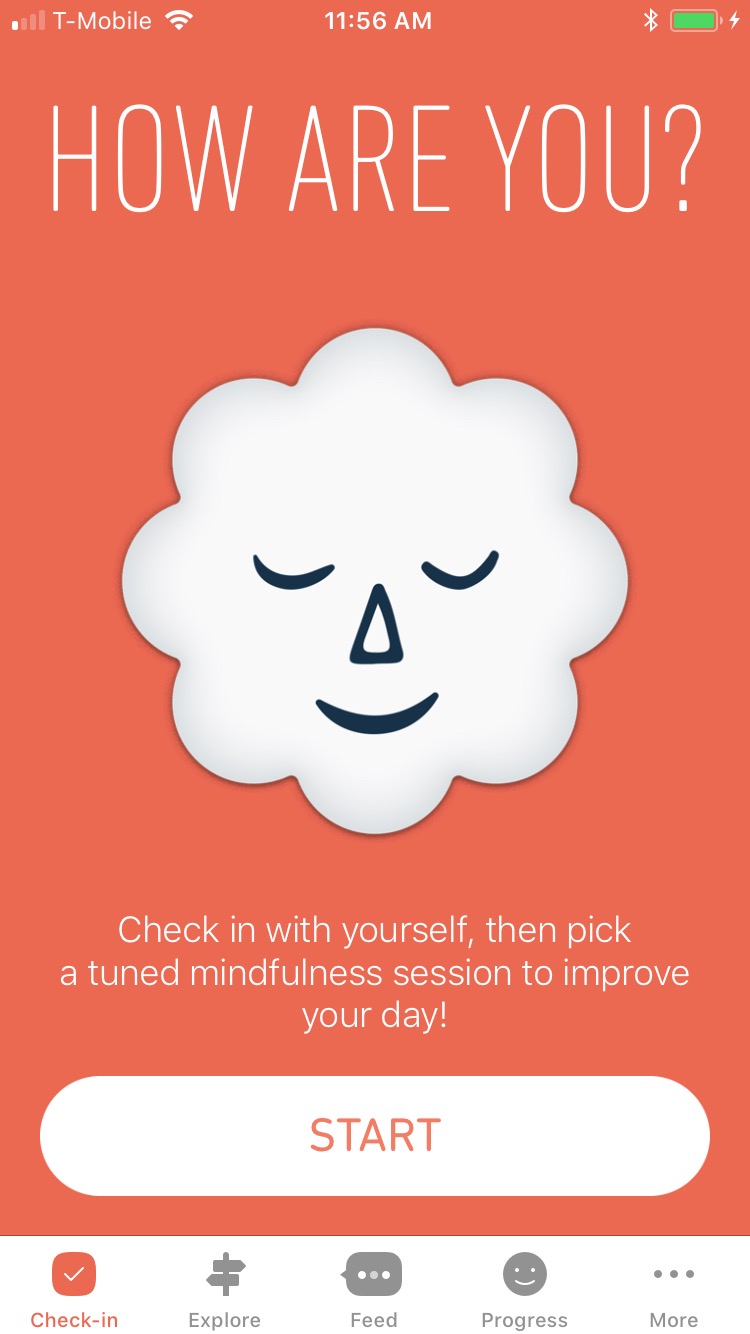 T-Mobile 11:56 AM
HOW ARE YOU?
Check in with yourself, then pick
a tuned mindfulness session to improve
your day!
START
Check-in Explore Feed Progress More